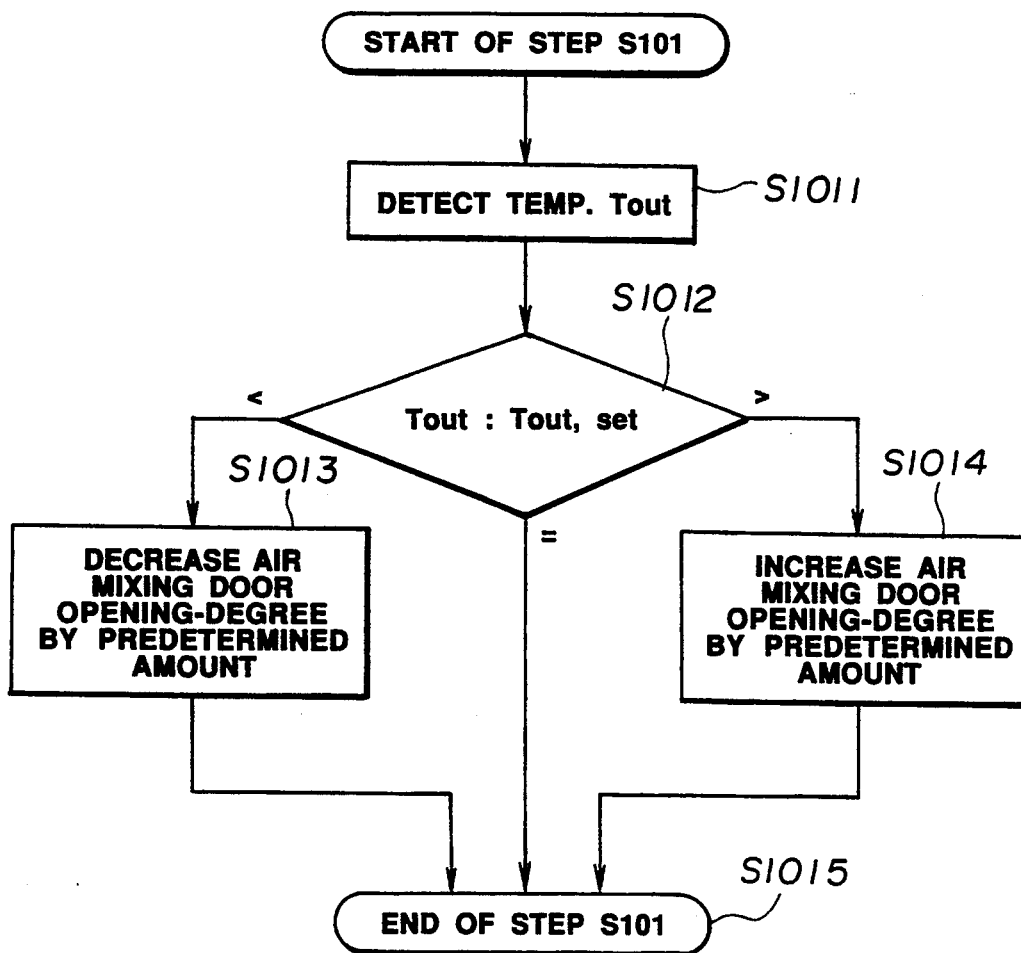 START OF STEP S101
DETECT TEMP. Tout
S1011
S1012
<
Tout : Tout, set
>
=
S1013
DECREASE AIR
MIXING DOOR
OPENING-DEGREE
BY PREDETERMINED
AMOUNT
S1014
INCREASE AIR
MIXING DOOR
OPENING-DEGREE
BY PREDETERMINED
AMOUNT
END OF STEP S101
S1015